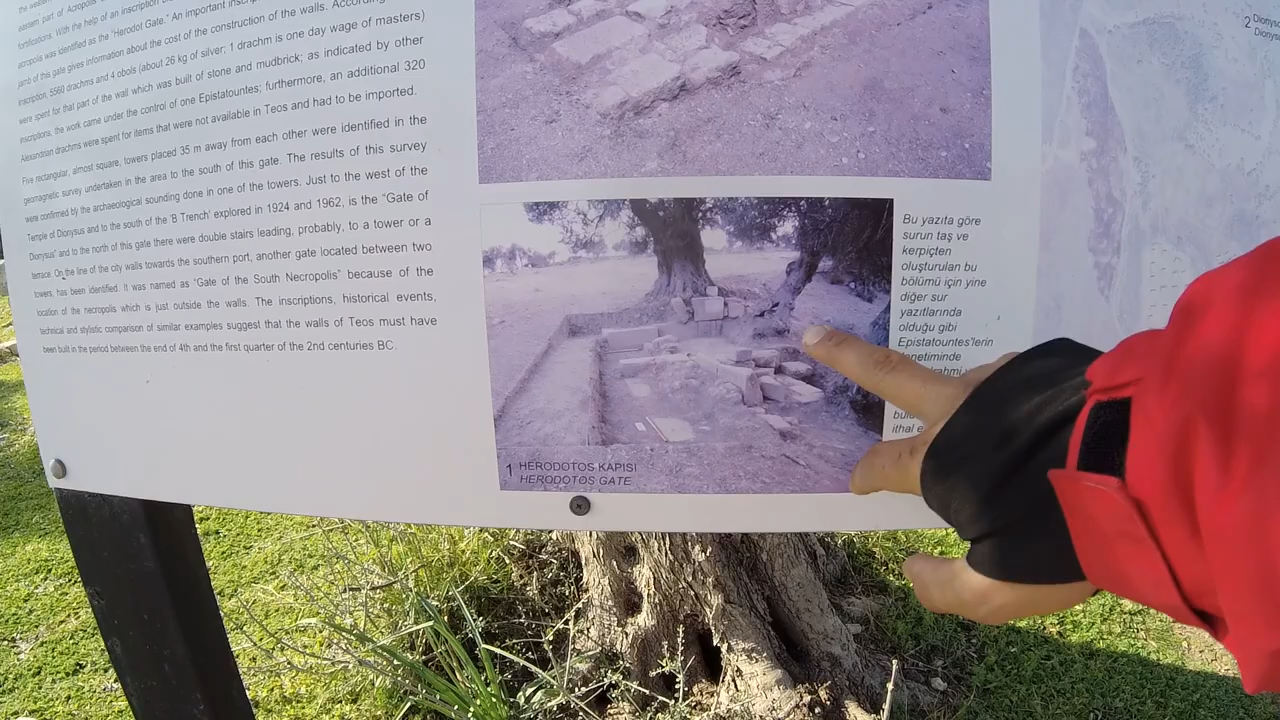 eastern part of Acropolis
fortifications. With the help of an inscription
acropolis was identified as the "Herodot Gate." An important
jamb of this gate gives information about the cost of the construction of the walls. According
inscription, 5560 drachms and 4 obols (about 26 kg of silver; 1 drachm is one day wage of masters)
were spent for that part of the wall which was built of stone and mudbrick; as indicated by other
inscriptions, the work came under the control of one Epistatountes; furthermore, an additional 320
Alexandrian drachms were spent for items that were not available in Teos and had to be imported.
Five rectangular, almost square, towers placed 35 m away from each other were identified in the
geomagnetic survey undertaken in the area to the south of this gate. The results of this survey
were confirmed by the archaeological sounding done in one of the towers. Just to the west of the
Temple of Dionysus and to the south of the 'B Trench' explored in 1924 and 1962, is the "Gate of
Dionysus" and to the north of this gate there were double stairs leading, probably, to a tower or a
terrace. On the line of the city walls towards the southern port, another gate located between two
towers, has been identified. It was named as "Gate of the South Necropolis" because of the
location of the necropolis which is just outside the walls. The inscriptions, historical events,
technical and stylistic comparison of similar examples suggest that the walls of Teos must have
been built in the period between the end of 4th and the first quarter of the 2nd centuries BC.
1 HERODOTOS KAPISI
HERODOTOS GATE
Bu yazıta göre
surun taş ve
kerpiçten
oluşturulan bu
bölümü için yine
diğer sur
yazıtlarında
olduğu gibi
Epistatountes'lerin
ithal
2